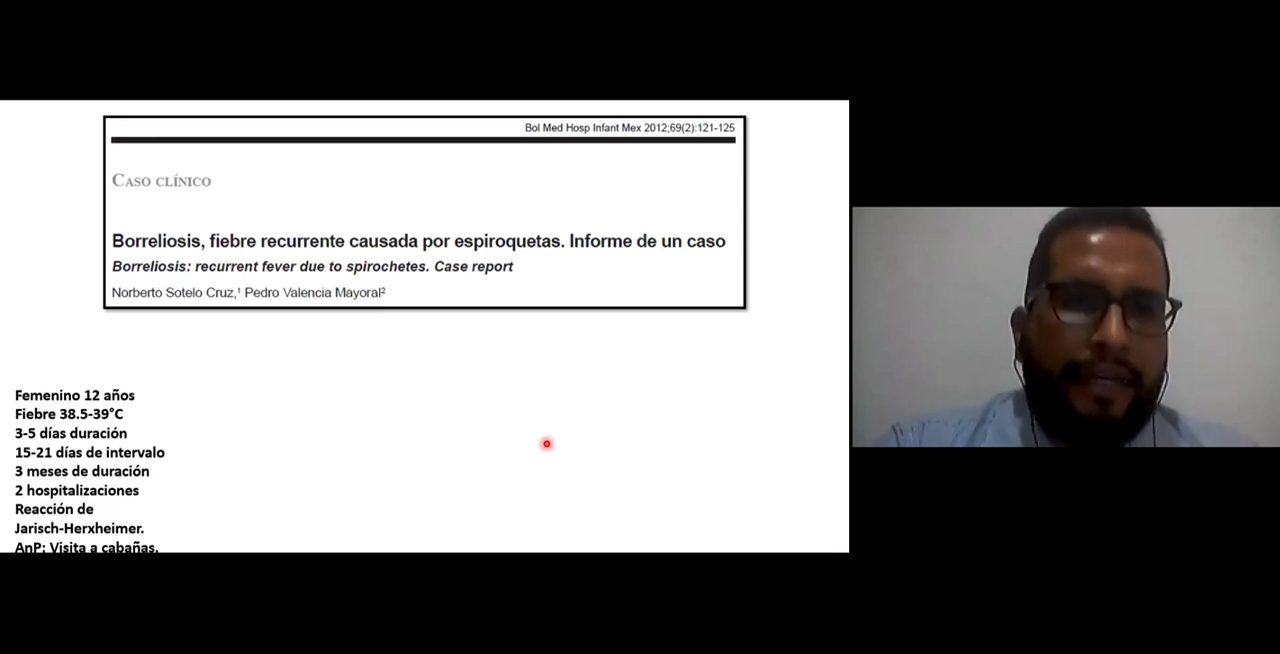 Bol Med Hosp Infant Mex 2012;69(2):121-125
CASO CLÍNICO
Borreliosis, fiebre recurrente causada por espiroquetas. Informe de un caso
Borreliosis: recurrent fever due to spirochetes. Case report
Norberto Sotelo Cruz,¹ Pedro Valencia Mayoral²
Femenino 12 años
Fiebre 38.5-39°C
3-5 días duración
15-21 días de intervalo
3 meses de duración
2 hospitalizaciones
Reacción de
Jarisch-Herxheimer.
AnP: Visita a cabañas.